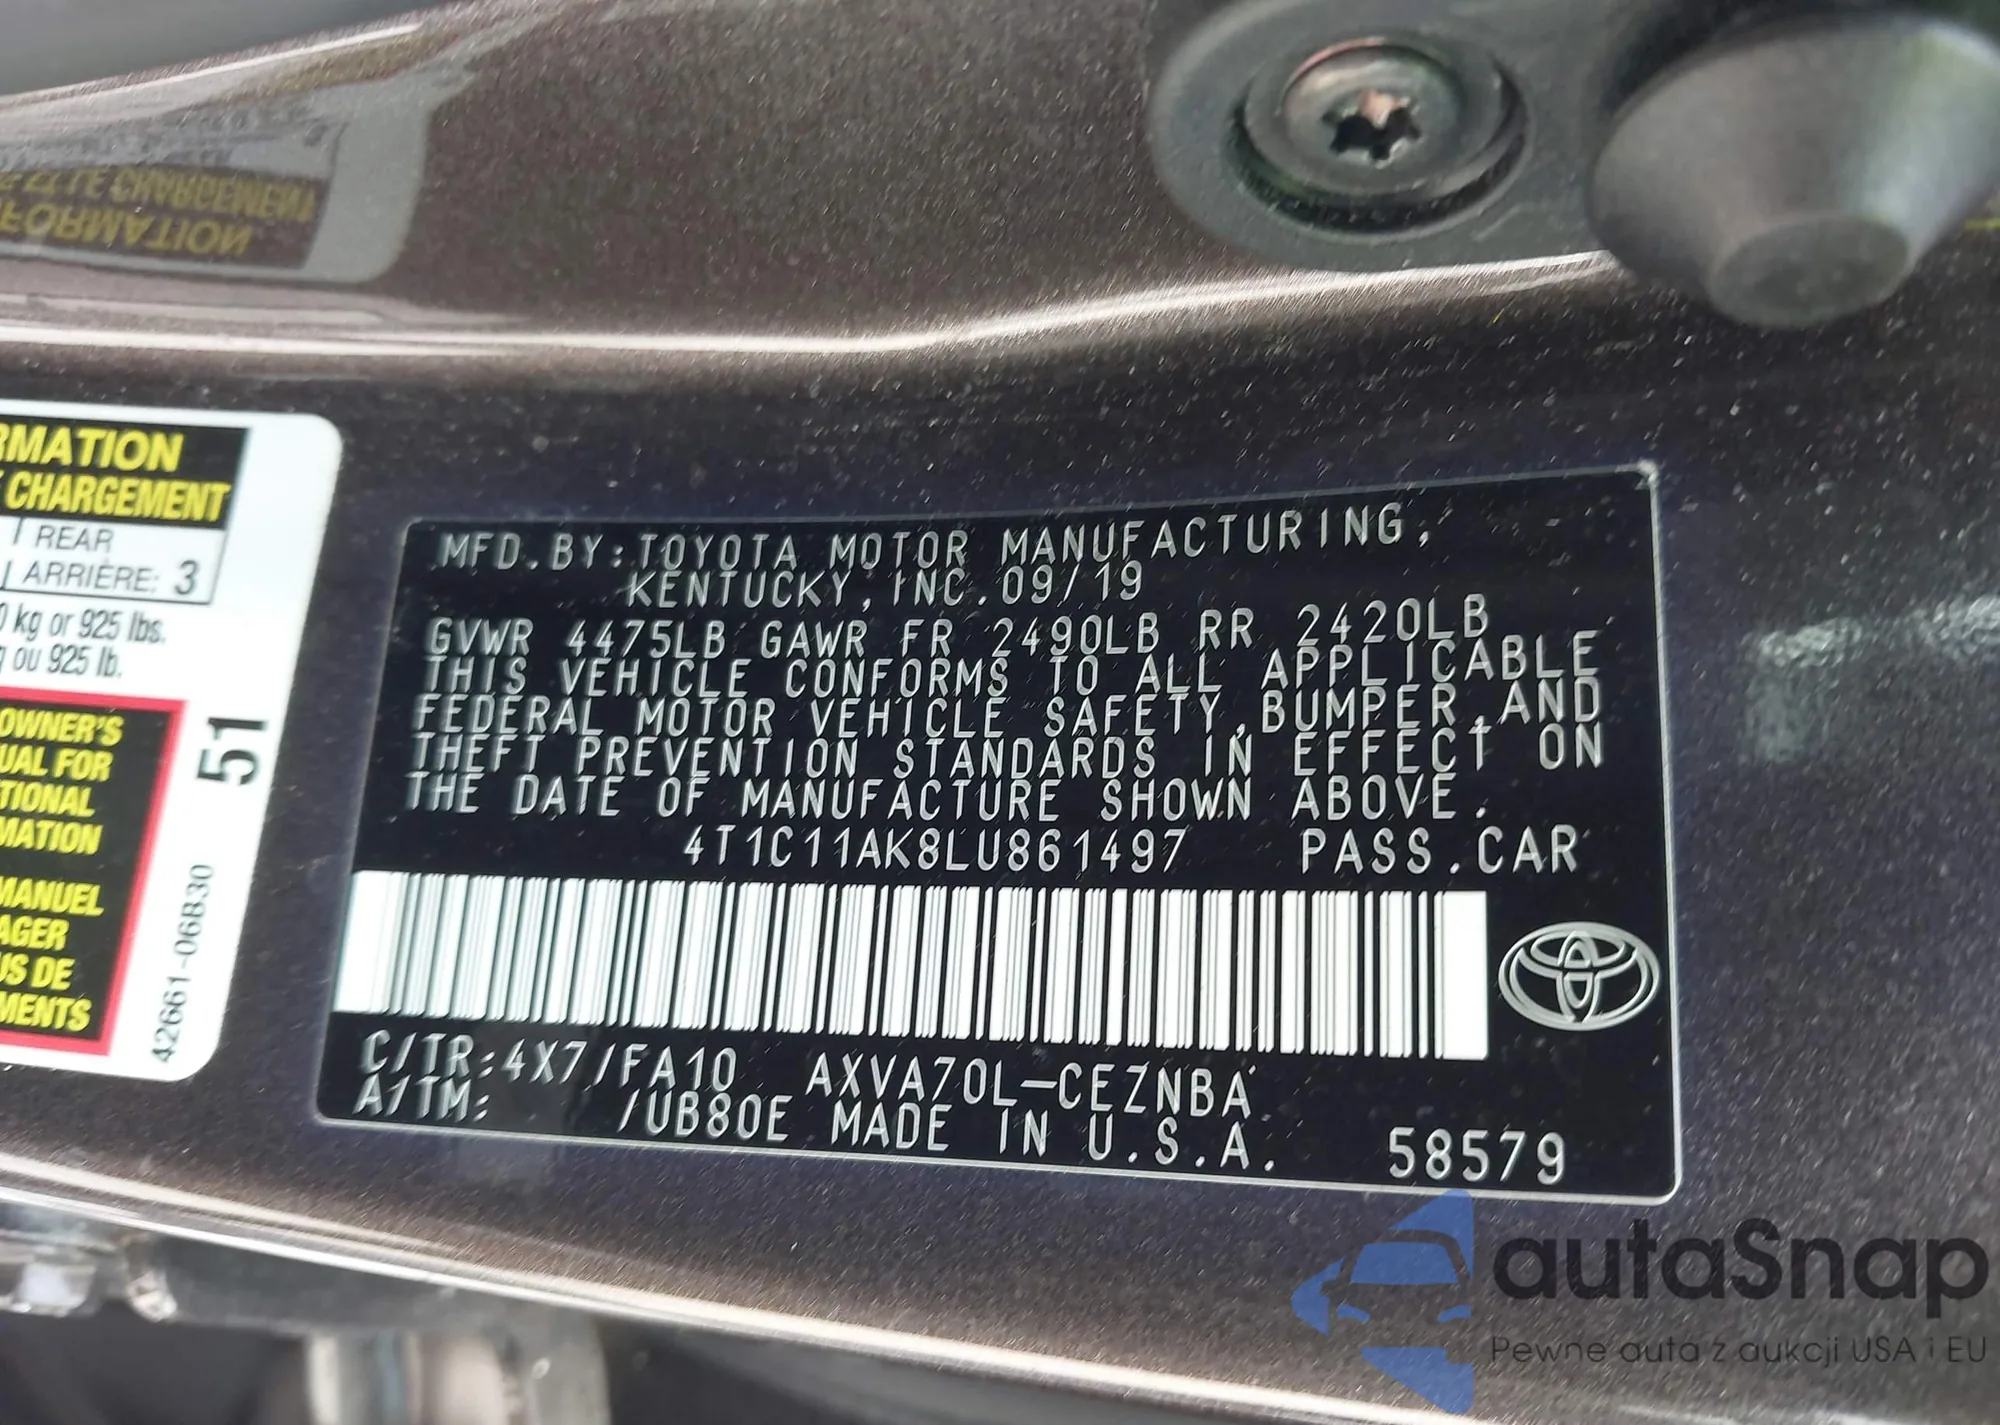 RMATION
CHARGEMENT
REAR
ARRIÈRE: 3
kg or 925 lbs.
ou 925 lb.
OWNER'S
UAL FOR
TIONAL
MATION
MANUEL
AGER
US DE
MENTS
51
42661-06B30
MFD.BY:TOYOTA MOTOR MANUFACTURING,
KENTUCKY,INC.09/19
GVWR 4475LB GAWR FR 2490LB RR 2420LB
THIS VEHICLE CONFORMS TO ALL APPLICABLE
FEDERAL MOTOR VEHICLE SAFETY,BUMPER,AND
THEFT PREVENTION STANDARDS IN EFFECT ON
THE DATE OF MANUFACTURE SHOWN ABOVE.
4T1C11AK8LU861497 PASS.CAR
C/TR:4X7/FA10 AXVA70L-CEZNBA
A/TM: /UB80E MADE IN U.S.A. 58579
autaSnap
Pewne auta z aukcji USA i EU